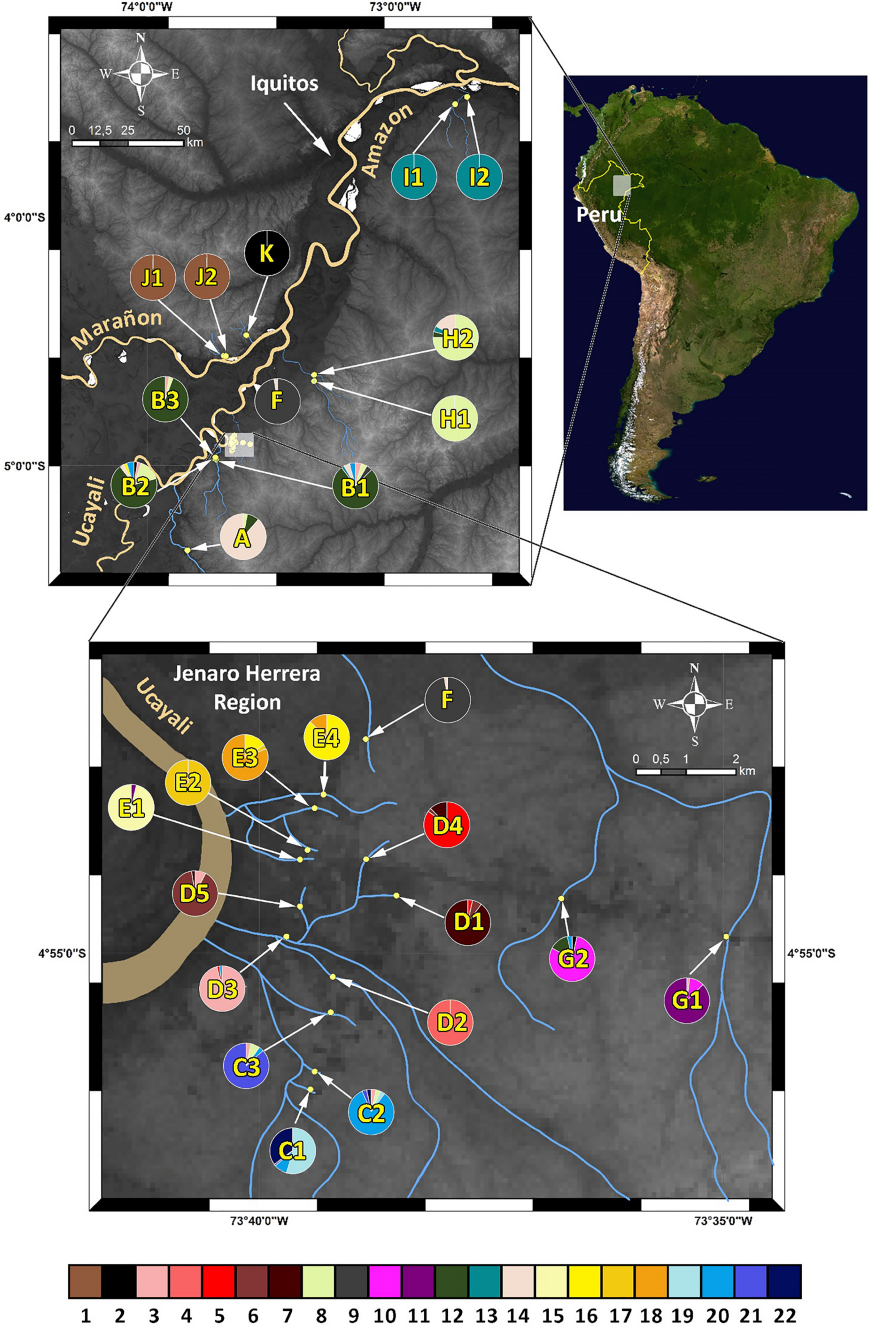 74°0'0"W
73°0'0"W
N
W
E
S
0
12,5
25
50
km
Iquitos
Amazon
I1
I2
4°0'0"S
Peru
K
J1
J2
Marañon
H2
B3
F
H1
5°0'0"S
B2
B1
Ucayali
A
Jenaro Herrera
Region
Ucayali
F
N
W
E
S
0
0,5
1
2
km
E4
E3
E2
E1
D4
D5
D1
4°55'0"S
4°55'0"S
G2
D3
G1
D2
C3
C2
C1
73°40'0"W
73°35'0"W
1 2 3 4 5 6 7 8 9 10 11 12 13 14 15 16 17 18 19 20 21 22